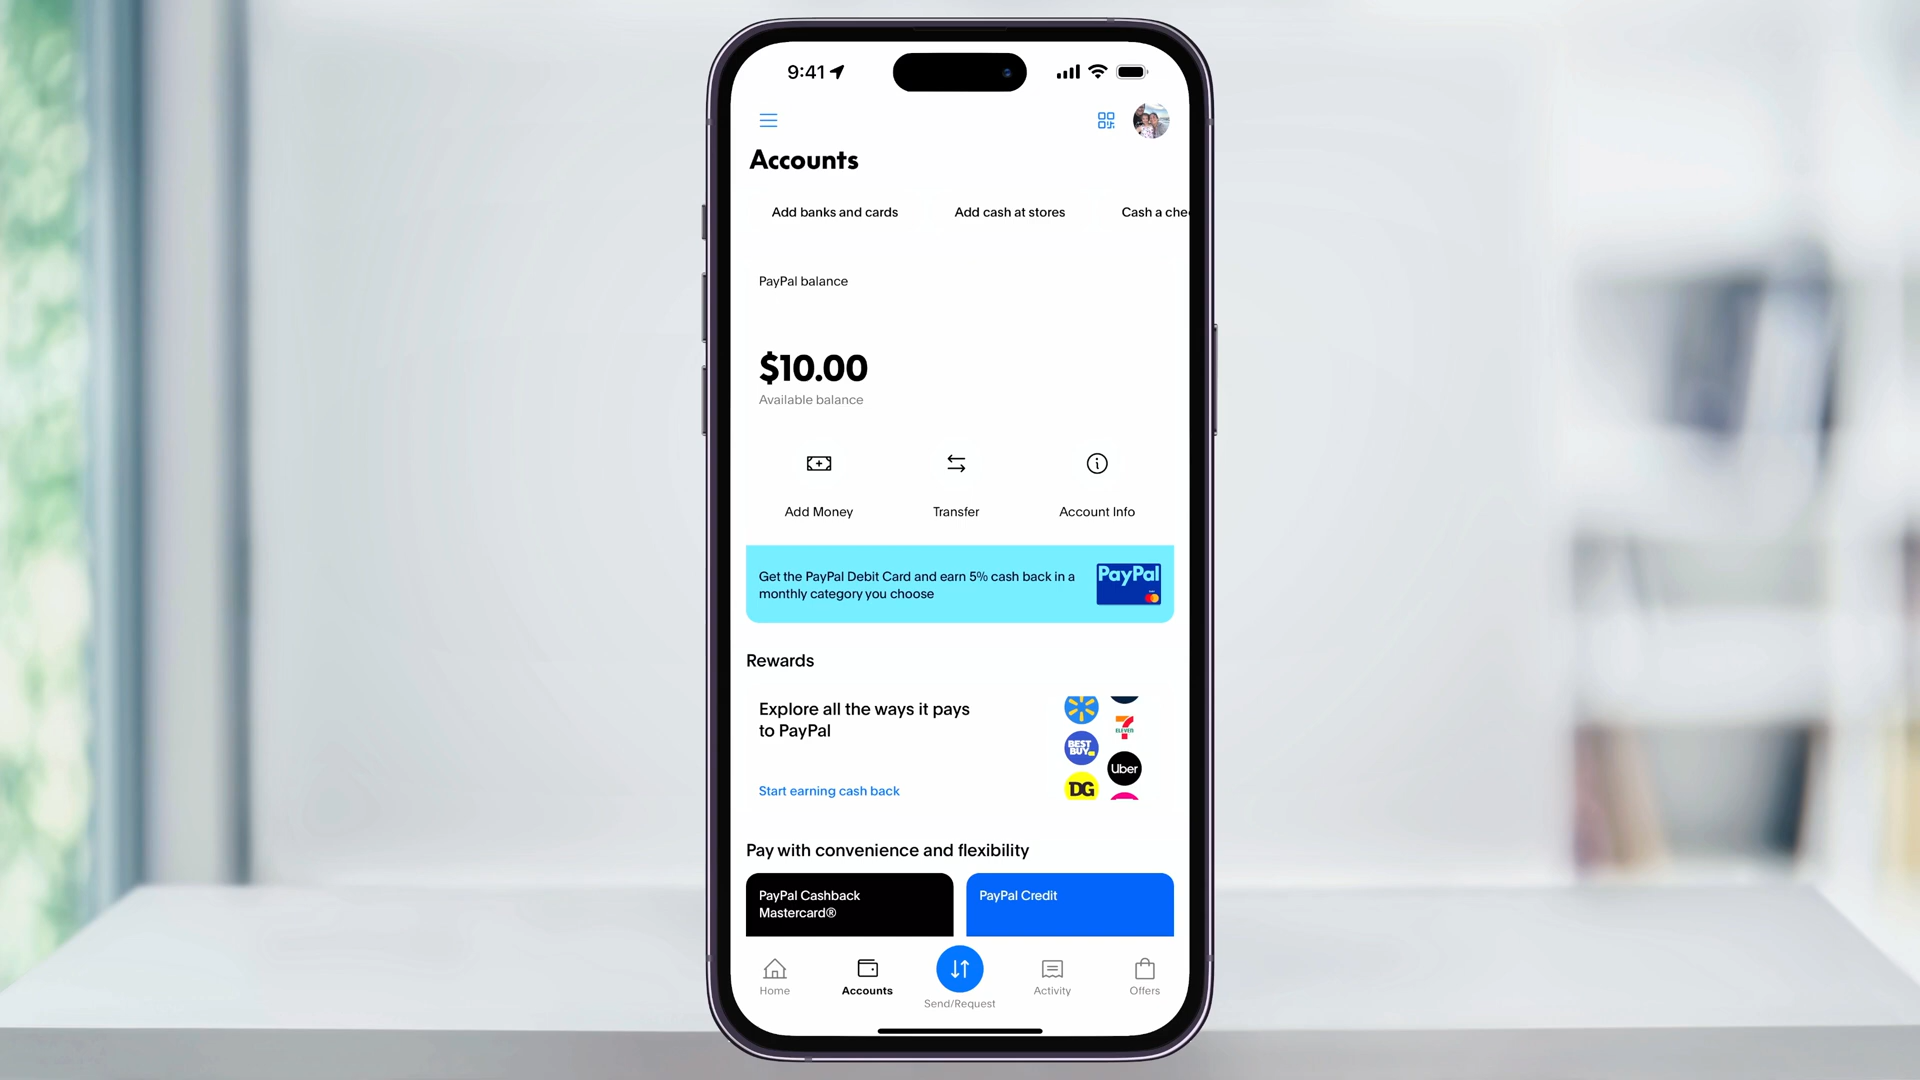 9:41
Accounts
Add banks and cards
Add cash at stores
Cash a che
PayPal balance
$10.00
Available balance
Add Money
Transfer
Account Info
Get the PayPal Debit Card and earn 5% cash back in a
monthly category you choose
PayPal
Rewards
Explore all the ways it pays
to PayPal
Start earning cash back
7
ELEVEN
BEST
BUY
Uber
DG
Pay with convenience and flexibility
PayPal Cashback
Mastercard®
PayPal Credit
Home
Accounts
Send/Request
Activity
Offers